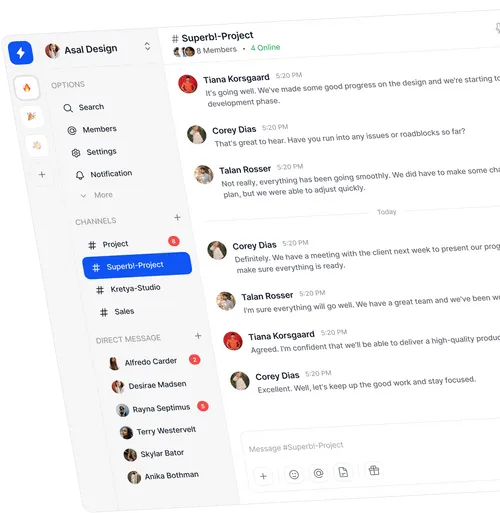 Asal Design
OPTIONS
Search
Members
Settings
Notification
More
CHANNELS
Project 8
Superb!-Project
Kretya-Studio
Sales
DIRECT MESSAGE
Alfredo Carder 2
Desirae Madsen
Rayna Septimus 5
Terry Westervelt
Skylar Bator
Anika Bothman
# Superb!-Project
8 Members • 4 Online
Tiana Korsgaard 5:20 PM
It's going well. We've made some good progress on the design and we're starting to
development phase.
Corey Dias 5:20 PM
That's great to hear. Have you run into any issues or roadblocks so far?
Talan Rosser 5:20 PM
Not really, everything has been going smoothly. We did have to make some cha
plan, but we were able to adjust quickly.
Today
Corey Dias 5:20 PM
Definitely. We have a meeting with the client next week to present our prog
make sure everything is ready.
Talan Rosser 5:20 PM
I'm sure everything will go well. We have a great team and we've been w
Tiana Korsgaard 5:20 PM
Agreed. I'm confident that we'll be able to deliver a high-quality produc
Corey Dias 5:20 PM
Excellent. Well, let's keep up the good work and stay focused.
Message #Superb!-Project